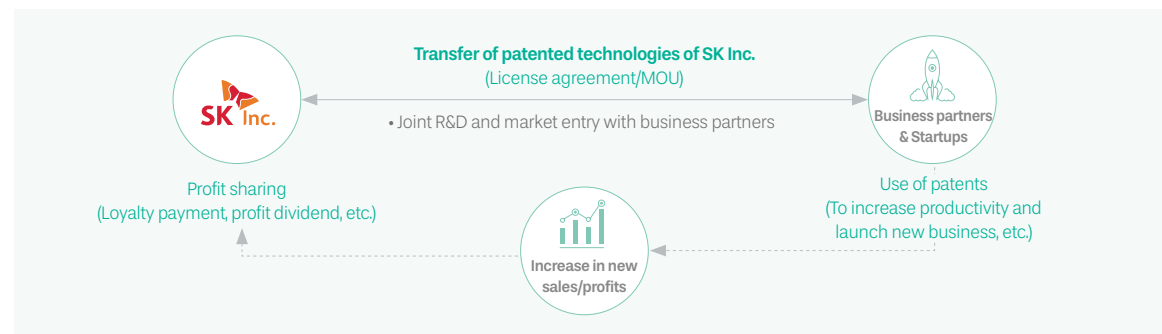 Transfer of patented technologies of SK Inc.
(License agreement/MOU)
SK Inc.
• Joint R&D and market entry with business partners
Business partners
& Startups
Profit sharing
(Loyalty payment, profit dividend, etc.)
Use of patents
(To increase productivity and
launch new business, etc.)
Increase in new
sales/profits